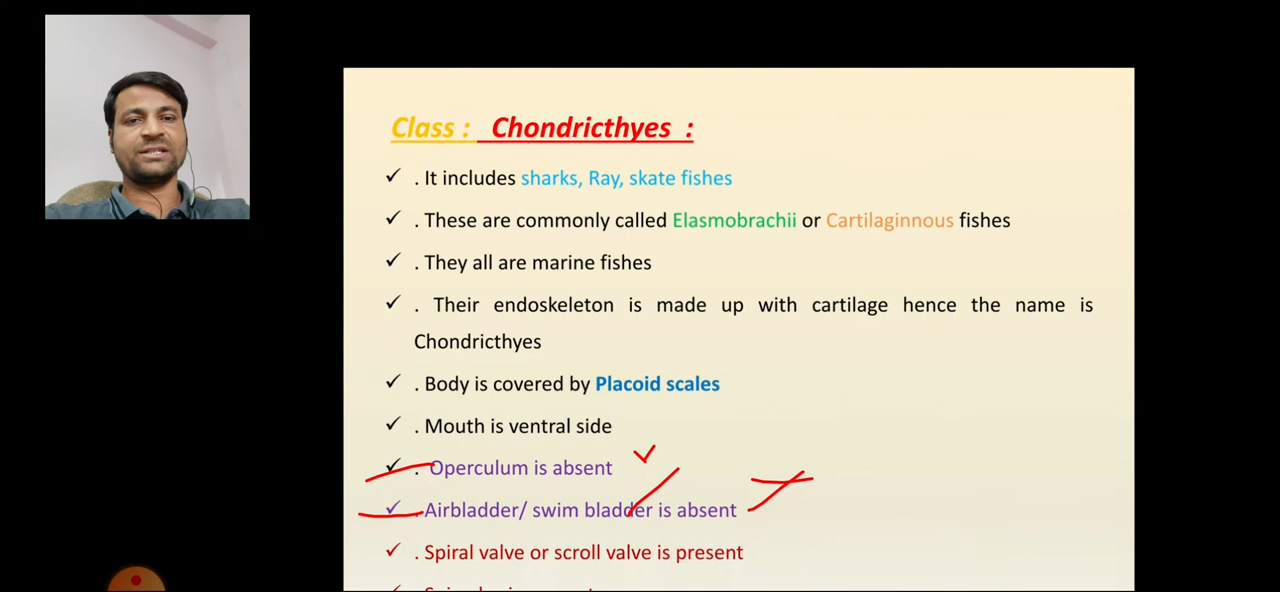 Class : Chondricthyes :
✓ . It includes sharks, Ray, skate fishes
✓ . These are commonly called Elasmobrachii or Cartilaginnous fishes
✓ . They all are marine fishes
✓ . Their endoskeleton is made up with cartilage hence the name is
Chondricthyes
✓ . Body is covered by Placoid scales
✓ . Mouth is ventral side
✓ . Operculum is absent
✓ . Airbladder/ swim bladder is absent
✓ . Spiral valve or scroll valve is present